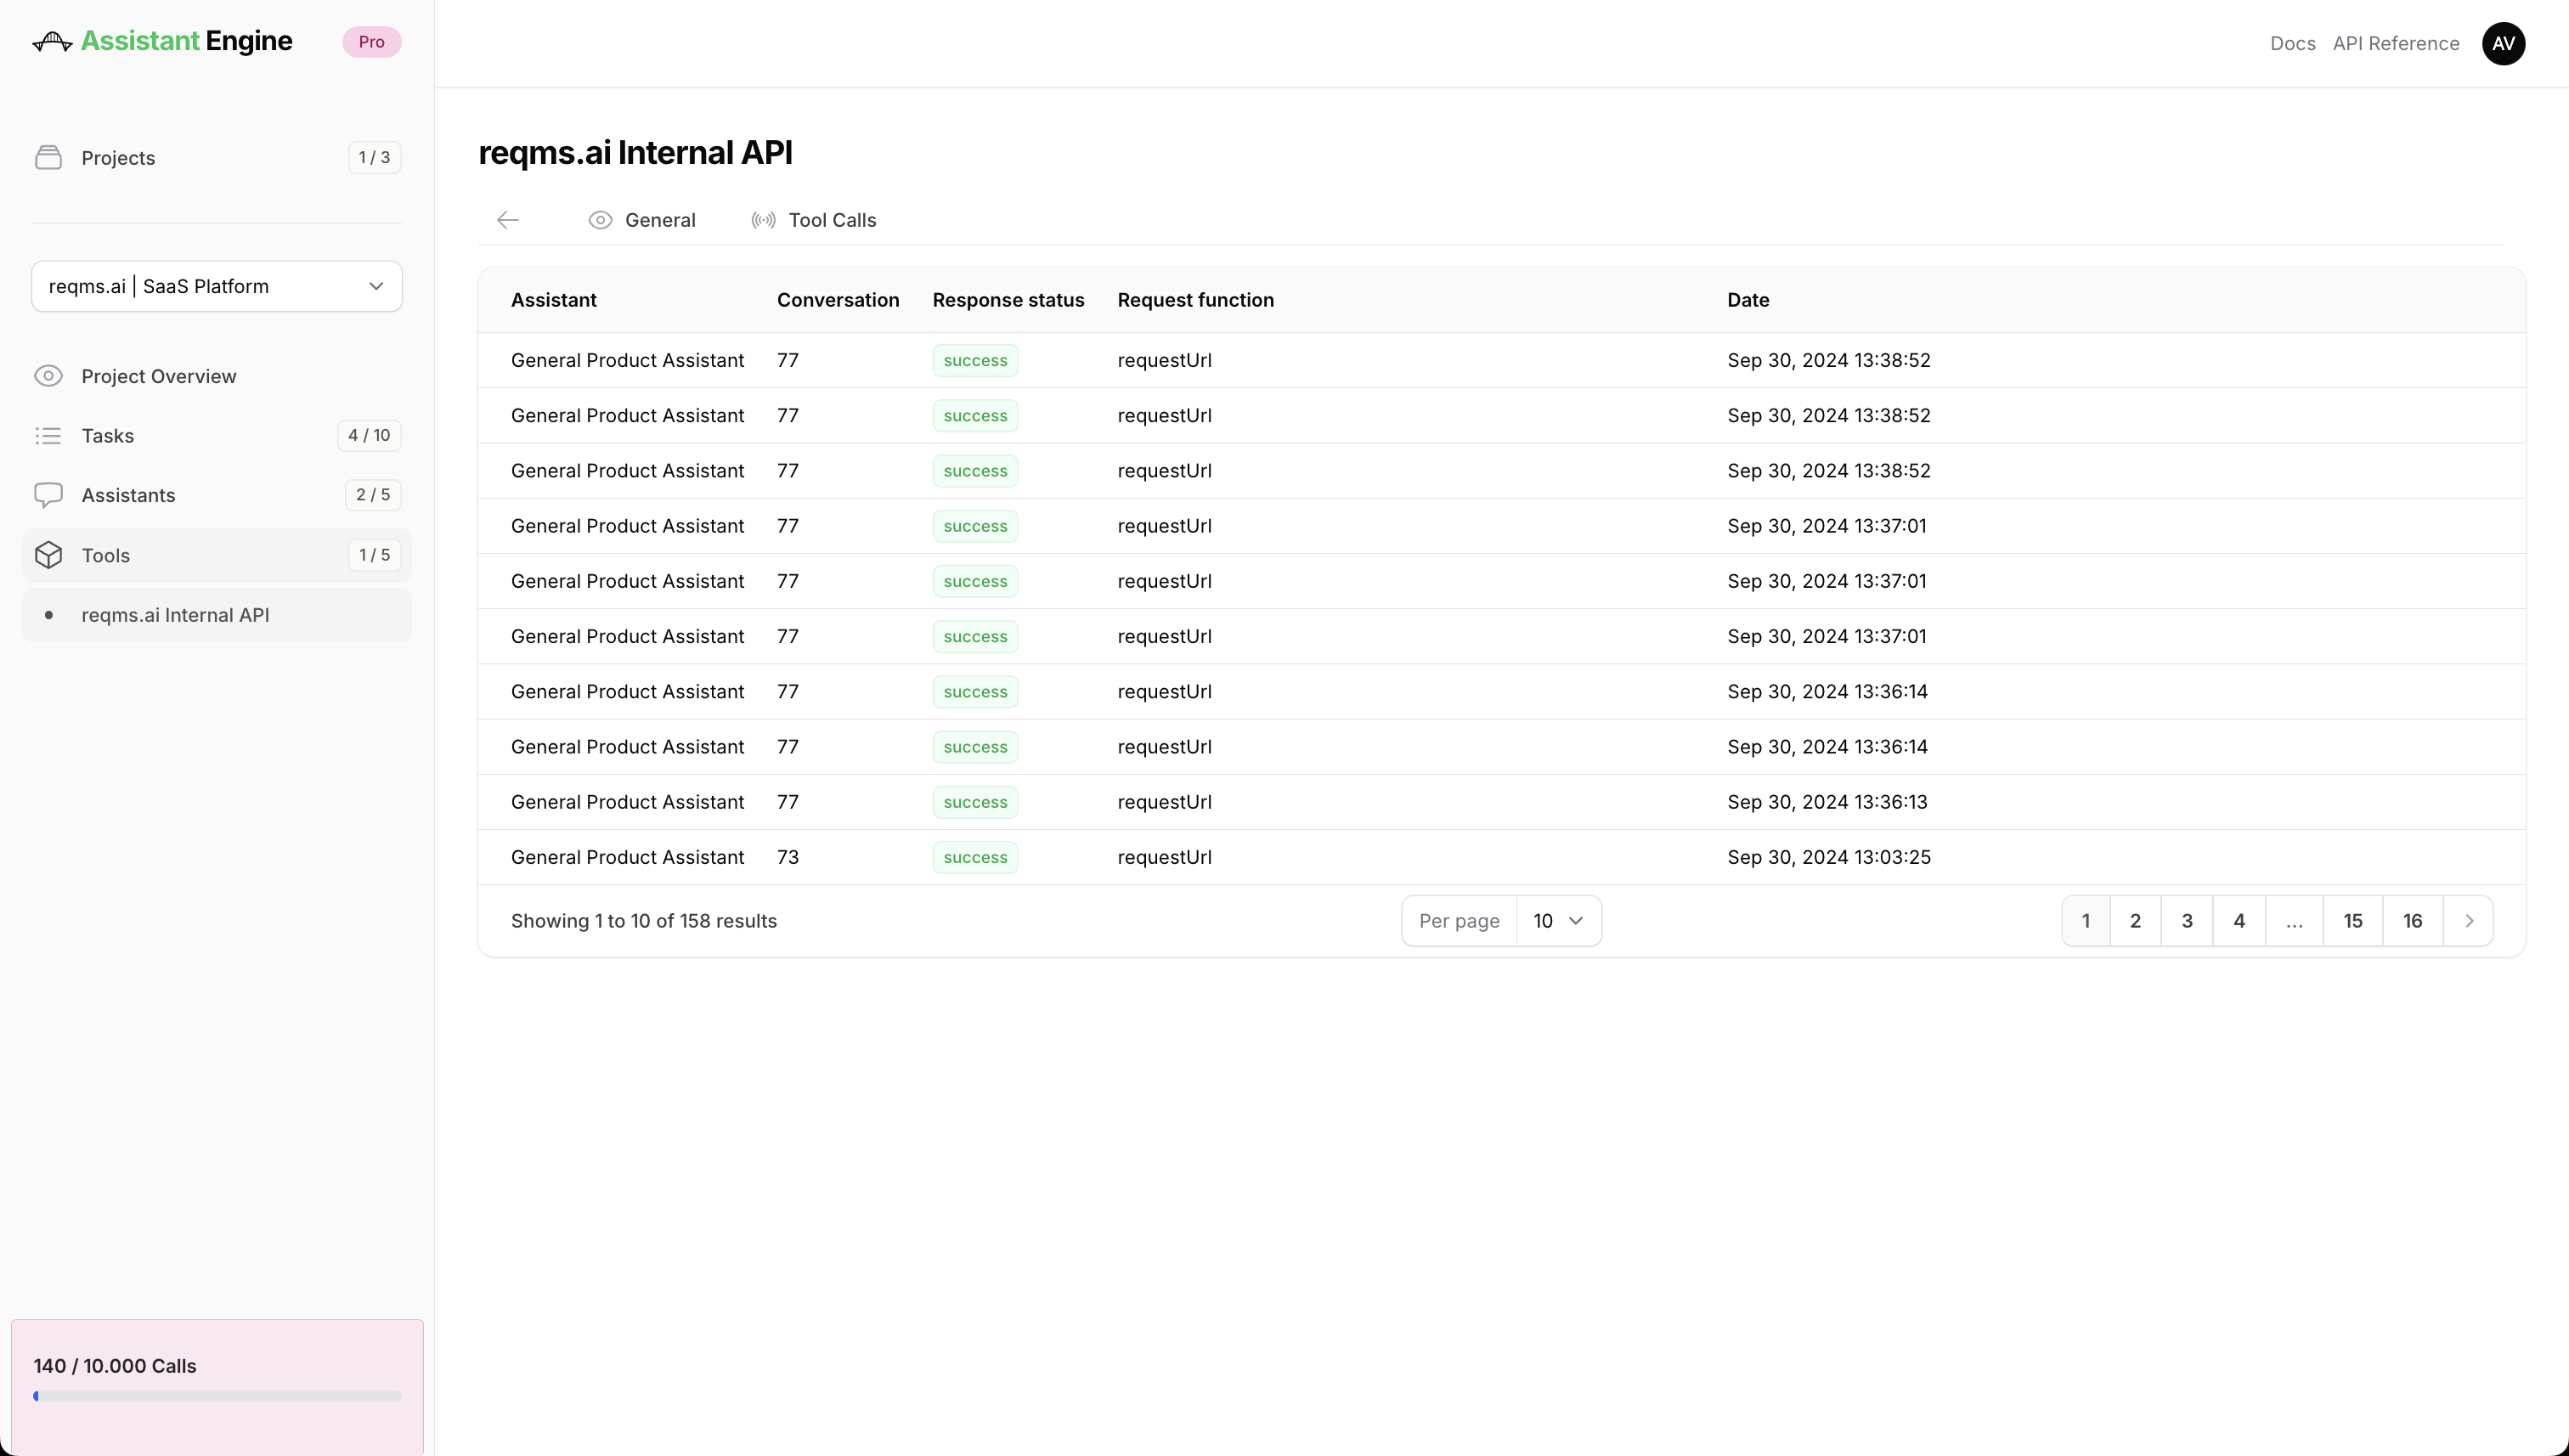 Assistant Engine
Pro
Docs
API Reference
AV
Projects
1 / 3
reqms.ai | SaaS Platform
Project Overview
Tasks
4 / 10
Assistants
2 / 5
Tools
1 / 5
reqms.ai Internal API
140 / 10.000 Calls
reqms.ai Internal API
General
Tool Calls
Assistant Conversation Response status Request function Date
General Product Assistant 77 success requestUrl Sep 30, 2024 13:38:52
General Product Assistant 77 success requestUrl Sep 30, 2024 13:38:52
General Product Assistant 77 success requestUrl Sep 30, 2024 13:38:52
General Product Assistant 77 success requestUrl Sep 30, 2024 13:37:01
General Product Assistant 77 success requestUrl Sep 30, 2024 13:37:01
General Product Assistant 77 success requestUrl Sep 30, 2024 13:37:01
General Product Assistant 77 success requestUrl Sep 30, 2024 13:36:14
General Product Assistant 77 success requestUrl Sep 30, 2024 13:36:14
General Product Assistant 77 success requestUrl Sep 30, 2024 13:36:13
General Product Assistant 73 success requestUrl Sep 30, 2024 13:03:25
Showing 1 to 10 of 158 results
Per page 10
1 2 3 4 ... 15 16